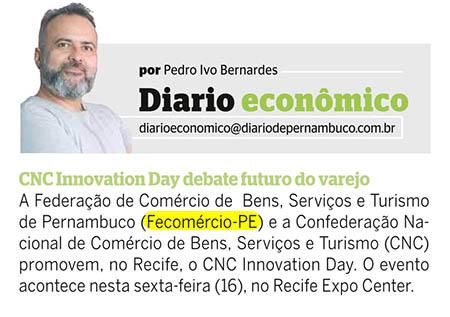 por Pedro Ivo Bernardes
Diario econômico
diarioeconomico@diariodepernambuco.com.br
CNC Innovation Day debate futuro do varejo
A Federação de Comércio de Bens, Serviços e Turismo
de Pernambuco (Fecomércio-PE) e a Confederação Na-
cional de Comércio de Bens, Serviços e Turismo (CNC)
promovem, no Recife, o CNC Innovation Day. O evento
acontece nesta sexta-feira (16), no Recife Expo Center.